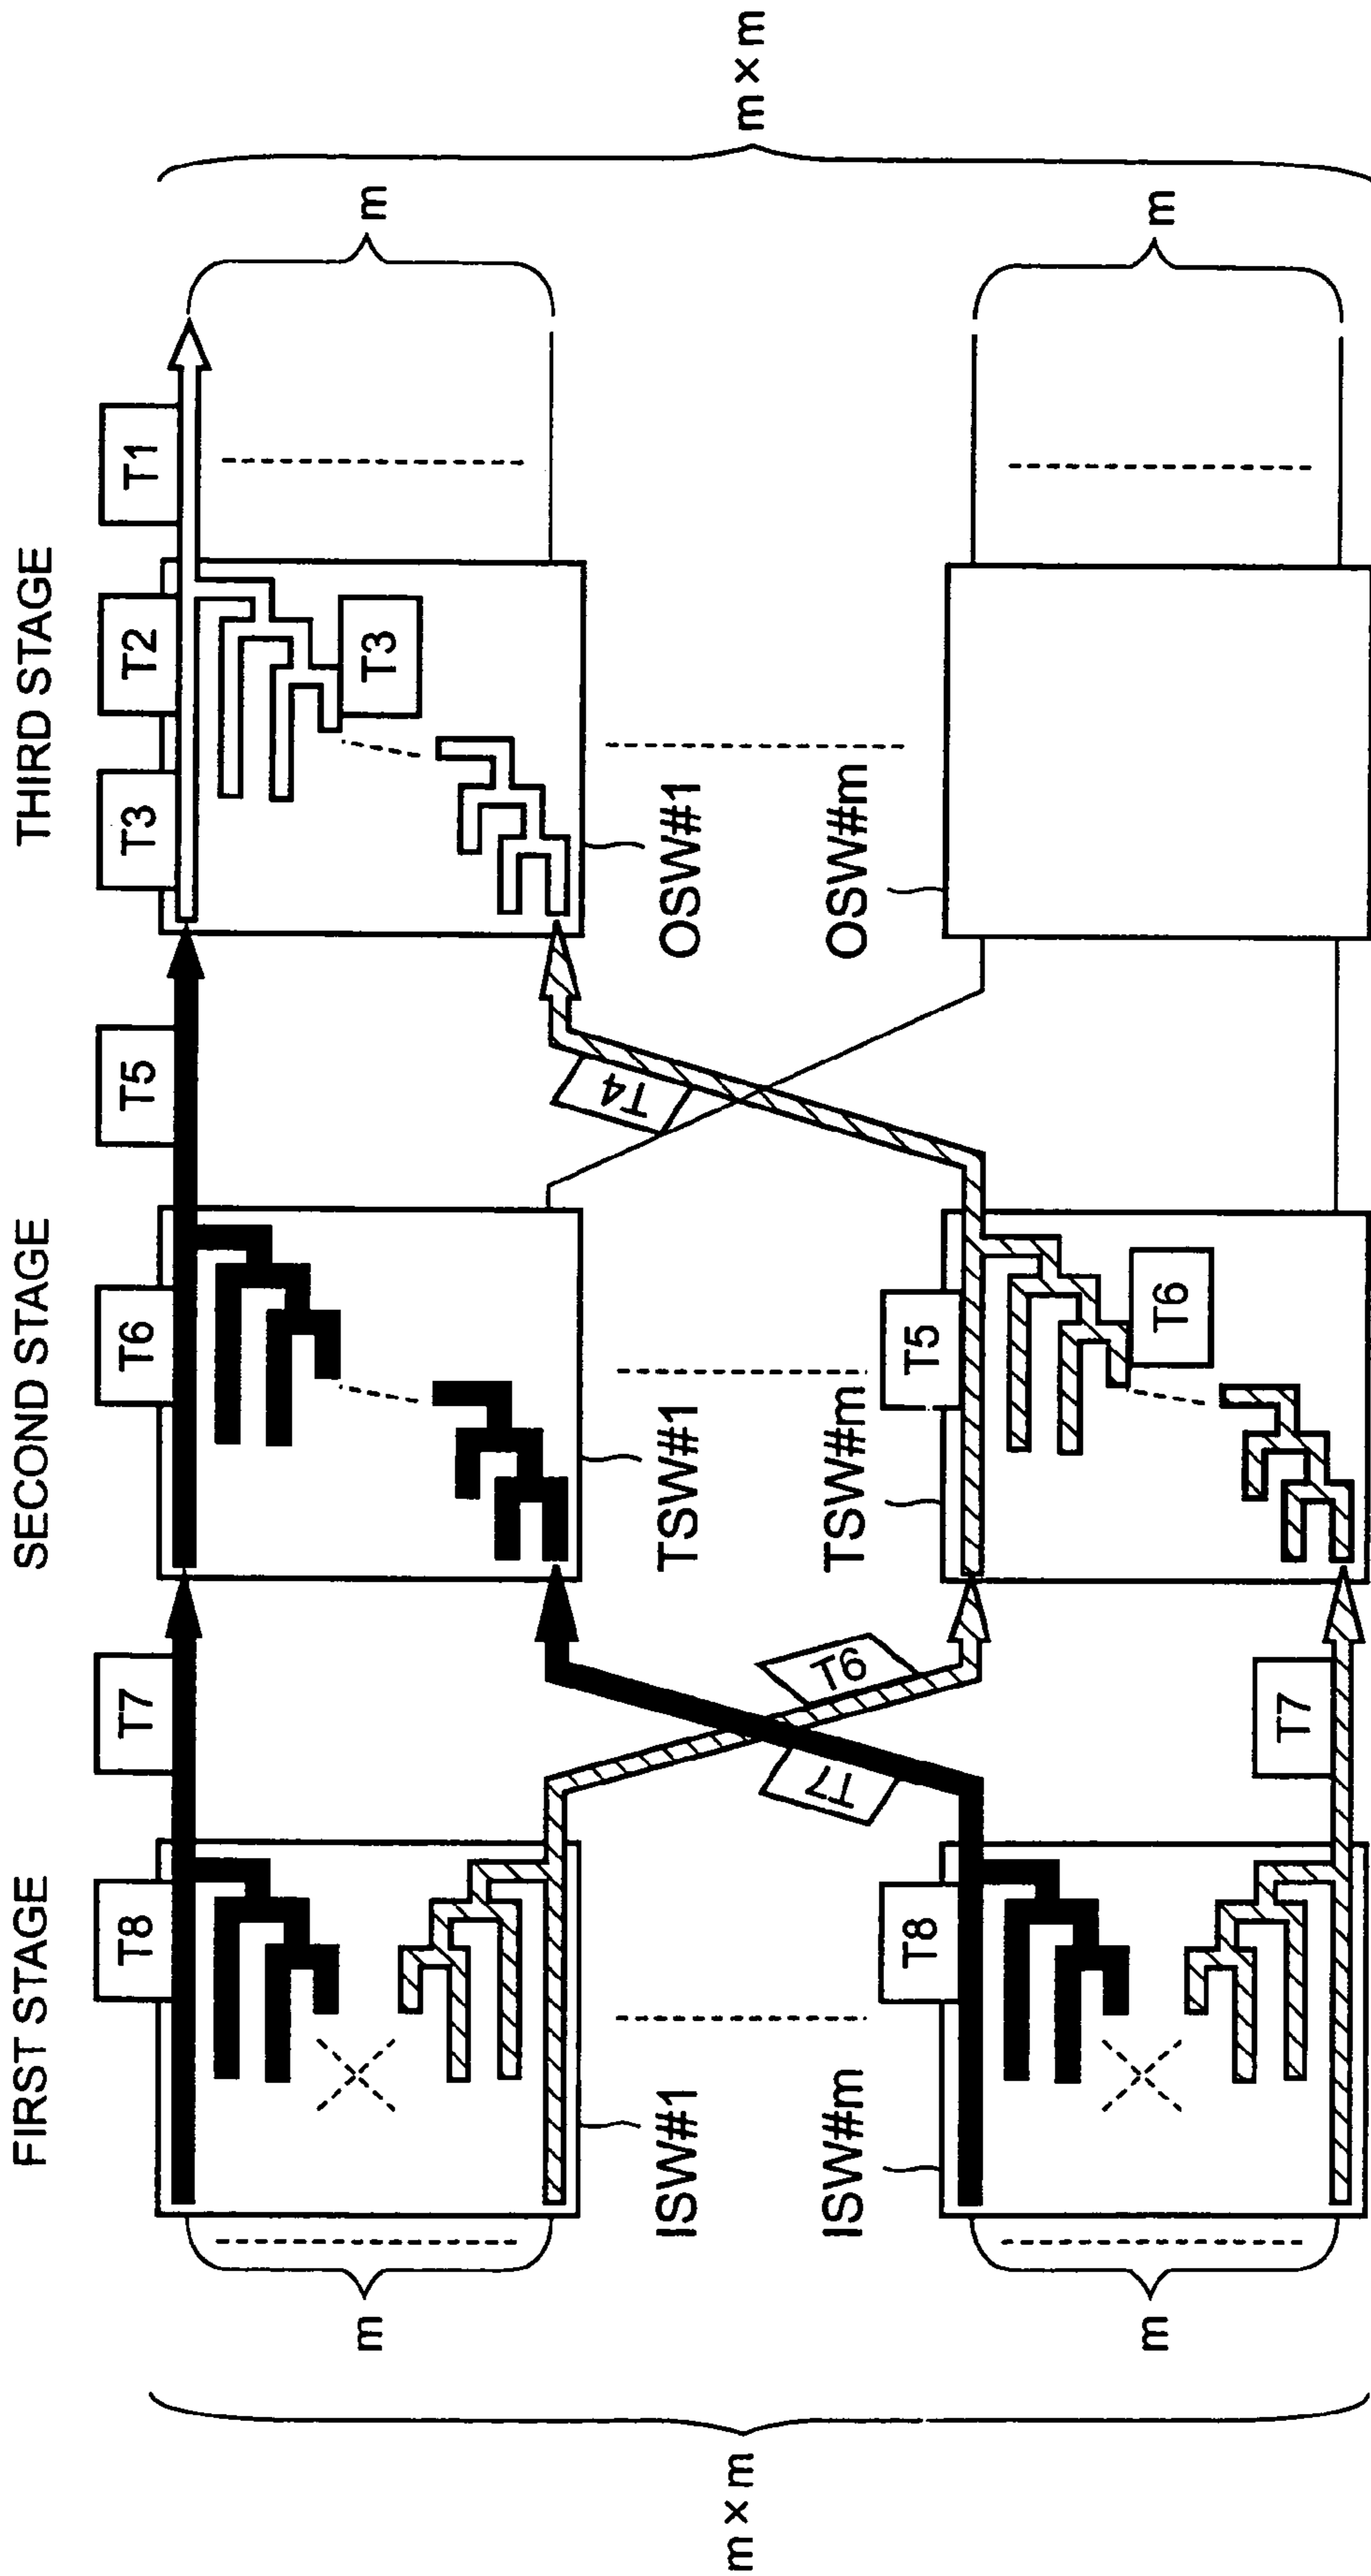 FIRST STAGE
SECOND STAGE
THIRD STAGE
T8
T7
T6
T5
T3
T2
T1
T3
m
m
m × m
ISW#1
TSW#1
OSW#1
T7
T6
T4
m × m
ISW#m
TSW#m
OSW#m
T8
T5
T6
T7
m
m